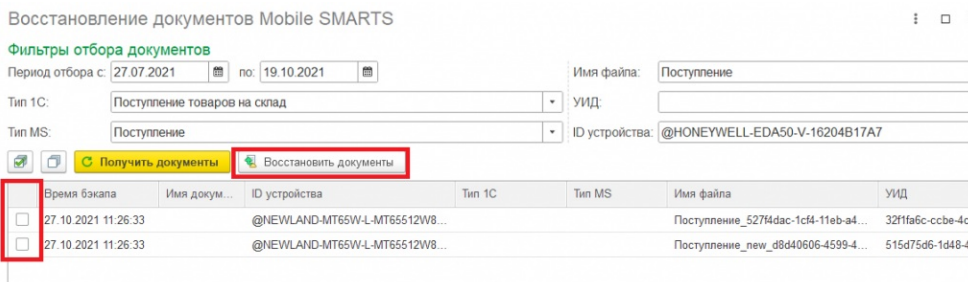 Восстановление документов Mobile SMARTS
Фильтры отбора документов
Период отбора с: 27.07.2021 по: 19.10.2021 Имя файла: Поступление
Тип 1С: Поступление товаров на склад УИД:
Тип MS: Поступление ID устройства: @HONEYWELL-EDA50-V-16204B17A7
Получить документы Восстановить документы
Время бэкапа Имя докум... ID устройства Тип 1С Тип MS Имя файла УИД
27.10.2021 11:26:33 @NEWLAND-MT65W-L-MT65512W8... Поступление_527f4dac-1cf4-11eb-a4... 32f1fa6c-ccbe-4c
27.10.2021 11:26:33 @NEWLAND-MT65W-L-MT65512W8... Поступление_new_d8d40606-4599-4... 515d75d6-1d48-4